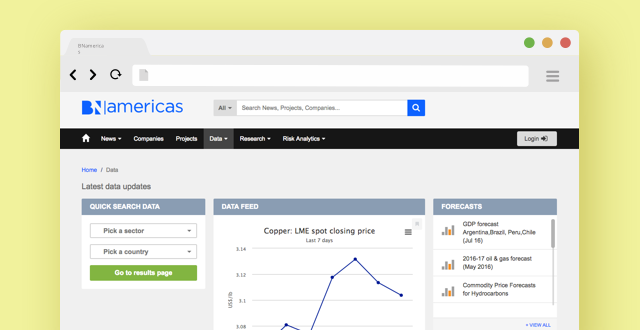 BNamerica
s
BN|americas
All
Search News, Projects, Companies...
News
Companies
Projects
Data
Research
Risk Analytics
Login
Home / Data
Latest data updates
QUICK SEARCH DATA
Pick a sector
Pick a country
Go to results page
DATA FEED
Copper: LME spot closing price
Last 7 days
3.14
3.12
3.1
3.08
US$/lb
FORECASTS
GDP forecast
Argentina,Brazil, Peru,Chile
(Jul 16)
2016-17 oil & gas forecast
(May 2016)
Commodity Price Forecasts
for Hydrocarbons
+ VIEW ALL